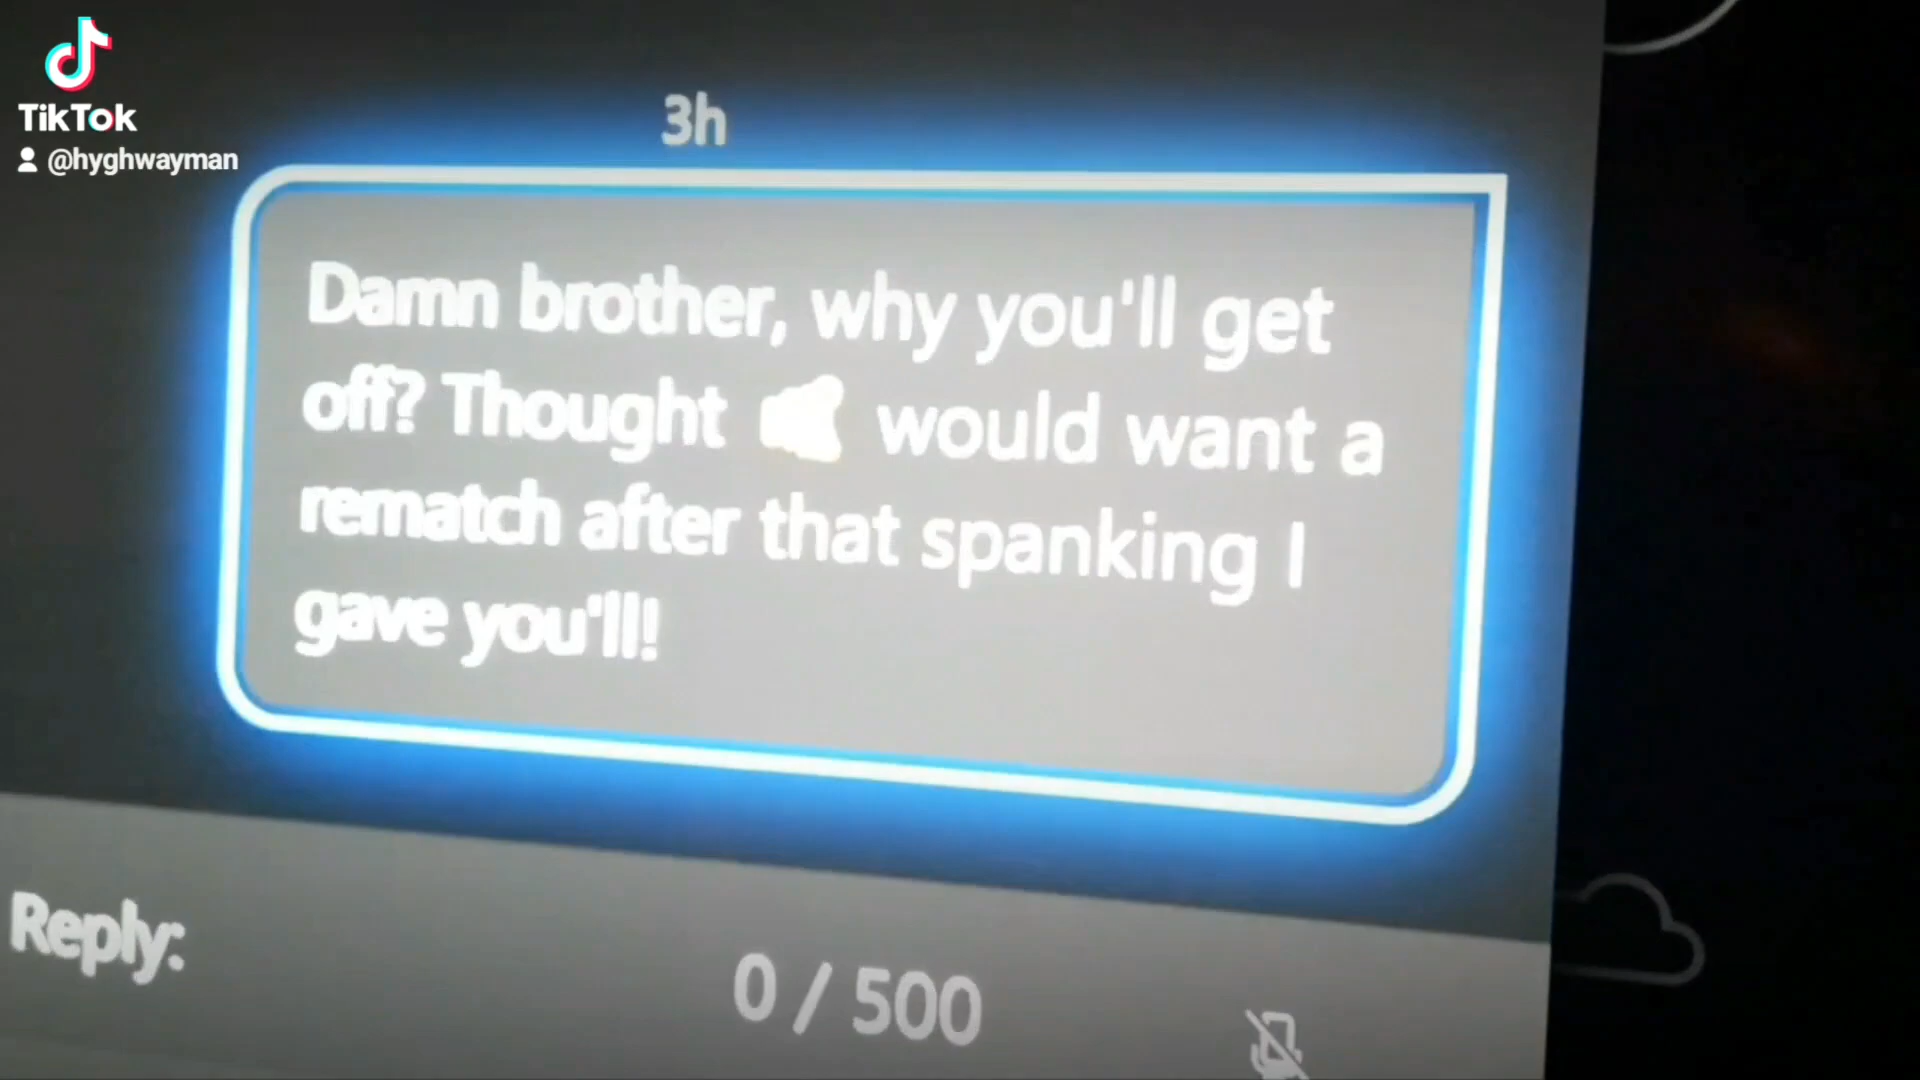 TikTok
@hyghwayman
3h
Damn brother, why you'll get
off? Thought would want a
rematch after that spanking I
gave you'll!
Reply:
0 / 500